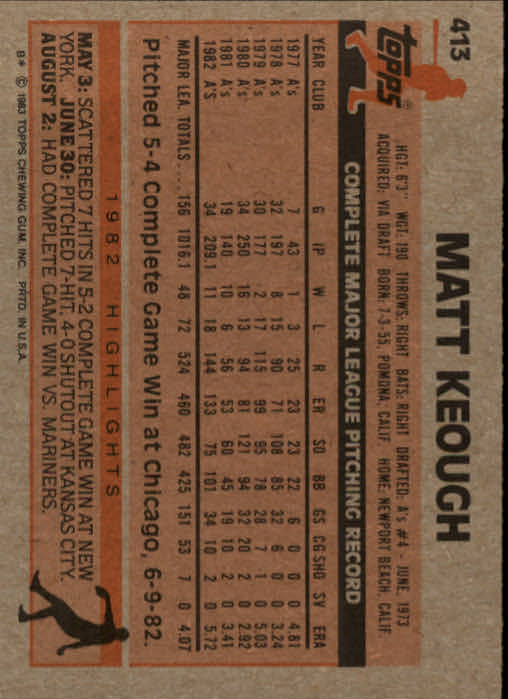 413
topps®
MATT KEOUGH
HGT: 6'3" WGT: 190 THROWS: RIGHT BATS: RIGHT DRAFTED: A's #4 - JUNE, 1973
ACQUIRED: VIA DRAFT BORN: 7-3-55, POMONA, CALIF. HOME: NEWPORT BEACH, CALIF.
COMPLETE MAJOR LEAGUE PITCHING RECORD
YEAR CLUB G IP W L R ER SO BB GS CG SHO SV ERA
1977 A's 7 43 1 3 25 23 23 22 6 0 0 0 4.81
1978 A's 32 197 8 15 90 71 108 85 32 6 0 0 3.24
1979 A's 30 177 2 17 115 99 95 78 28 7 1 0 5.03
1980 A's 34 250 16 13 94 81 121 94 32 20 2 0 2.92
1981 A's 19 140 10 6 56 53 60 45 19 10 2 0 3.41
1982 A'S 34 209.1 11 18 144 133 75 101 34 10 2 0 5.72
MAJOR LEA. TOTALS . . . 156 1016.1 48 72 524 460 482 425 151 53 7 0 4.07
Pitched 5-4 Complete Game Win at Chicago, 6-9-82.
1982 HIGHLIGHTS
MAY 3: SCATTERED 7 HITS IN 5-2 COMPLETE GAME WIN AT NEW
YORK. JUNE 30: PITCHED 7-HIT, 4-0 SHUTOUT AT KANSAS CITY.
AUGUST 2: HAD COMPLETE GAME WIN VS. MARINERS.
B* © 1983 TOPPS CHEWING GUM, INC. PRTD. IN U.S.A.